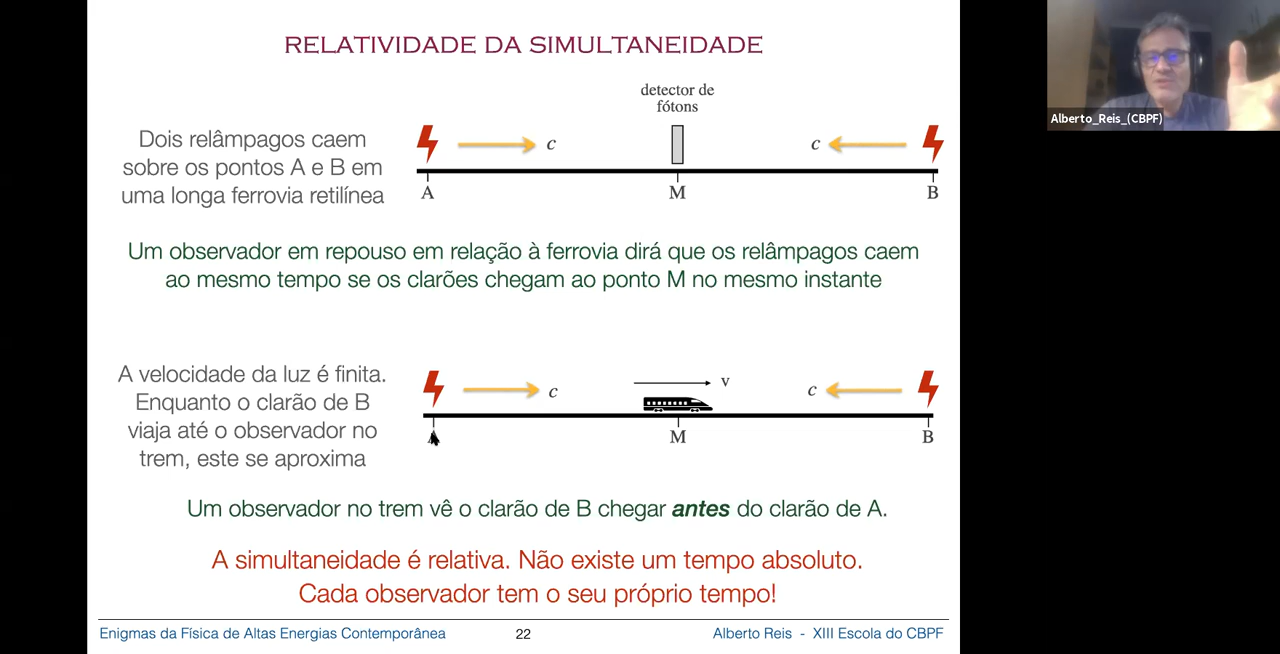 RELATIVIDADE DA SIMULTANEIDADE
detector de
fótons
Dois relâmpagos caem
sobre os pontos A e B em
uma longa ferrovia retilínea
c
c
A
M
B
Um observador em repouso em relação à ferrovia dirá que os relâmpagos caem
ao mesmo tempo se os clarões chegam ao ponto M no mesmo instante
A velocidade da luz é finita.
Enquanto o clarão de B
viaja até o observador no
trem, este se aproxima
c
v
c
A
M
B
Um observador no trem vê o clarão de B chegar antes do clarão de A.
A simultaneidade é relativa. Não existe um tempo absoluto.
Cada observador tem o seu próprio tempo!
Enigmas da Física de Altas Energias Contemporânea
22
Alberto Reis - XIII Escola do CBPF
Alberto_Reis_(CBPF)